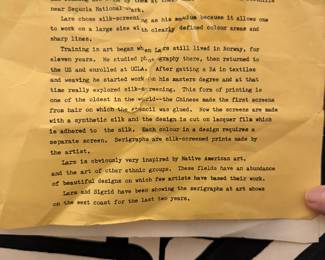 near Sequoia National Park.
Lars chose silk-screening as his medium because it allows one
to work on a large size with clearly defined colour areas and
sharp lines.
Training in art began when Lars still lived in Norway, for
eleven years. He studied photography there, then returned to
the US and enrolled at UCLA. After getting a BA in textiles
and weaving he started work on his masters degree and at that
time really explored silk-screening. This form of printing is
one of the oldest in the world--the Chinese made the first screens
from hair on which the stencil was glued. Now the screens are made
with a synthetic silk and the design is cut on lacquer film which
is adhered to the silk. Each colour in a design requires a
separate screen. Serigraphs are silk-screened prints made by
the artist.
Lars is obviously very inspired by Native American art,
and the art of other ethnic groups. These fields have an abundance
of beautiful designs on which few artists have based their work.
Lars and Sigrid have been showing the serigraphs at art shows
on the west coast for the last two years.